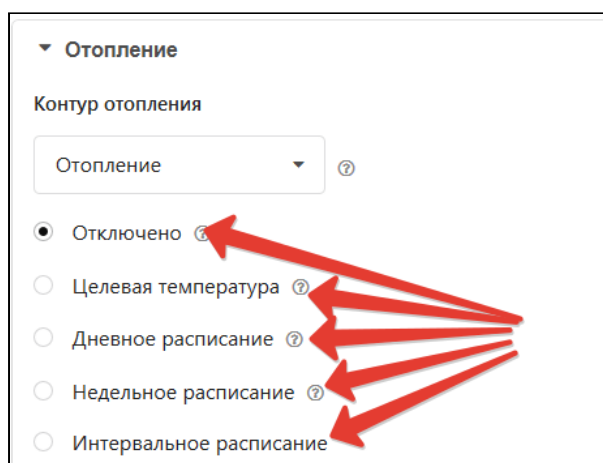 Отопление
Контур отопления
Отопление
Отключено
Целевая температура
Дневное расписание
Недельное расписание
Интервальное расписание